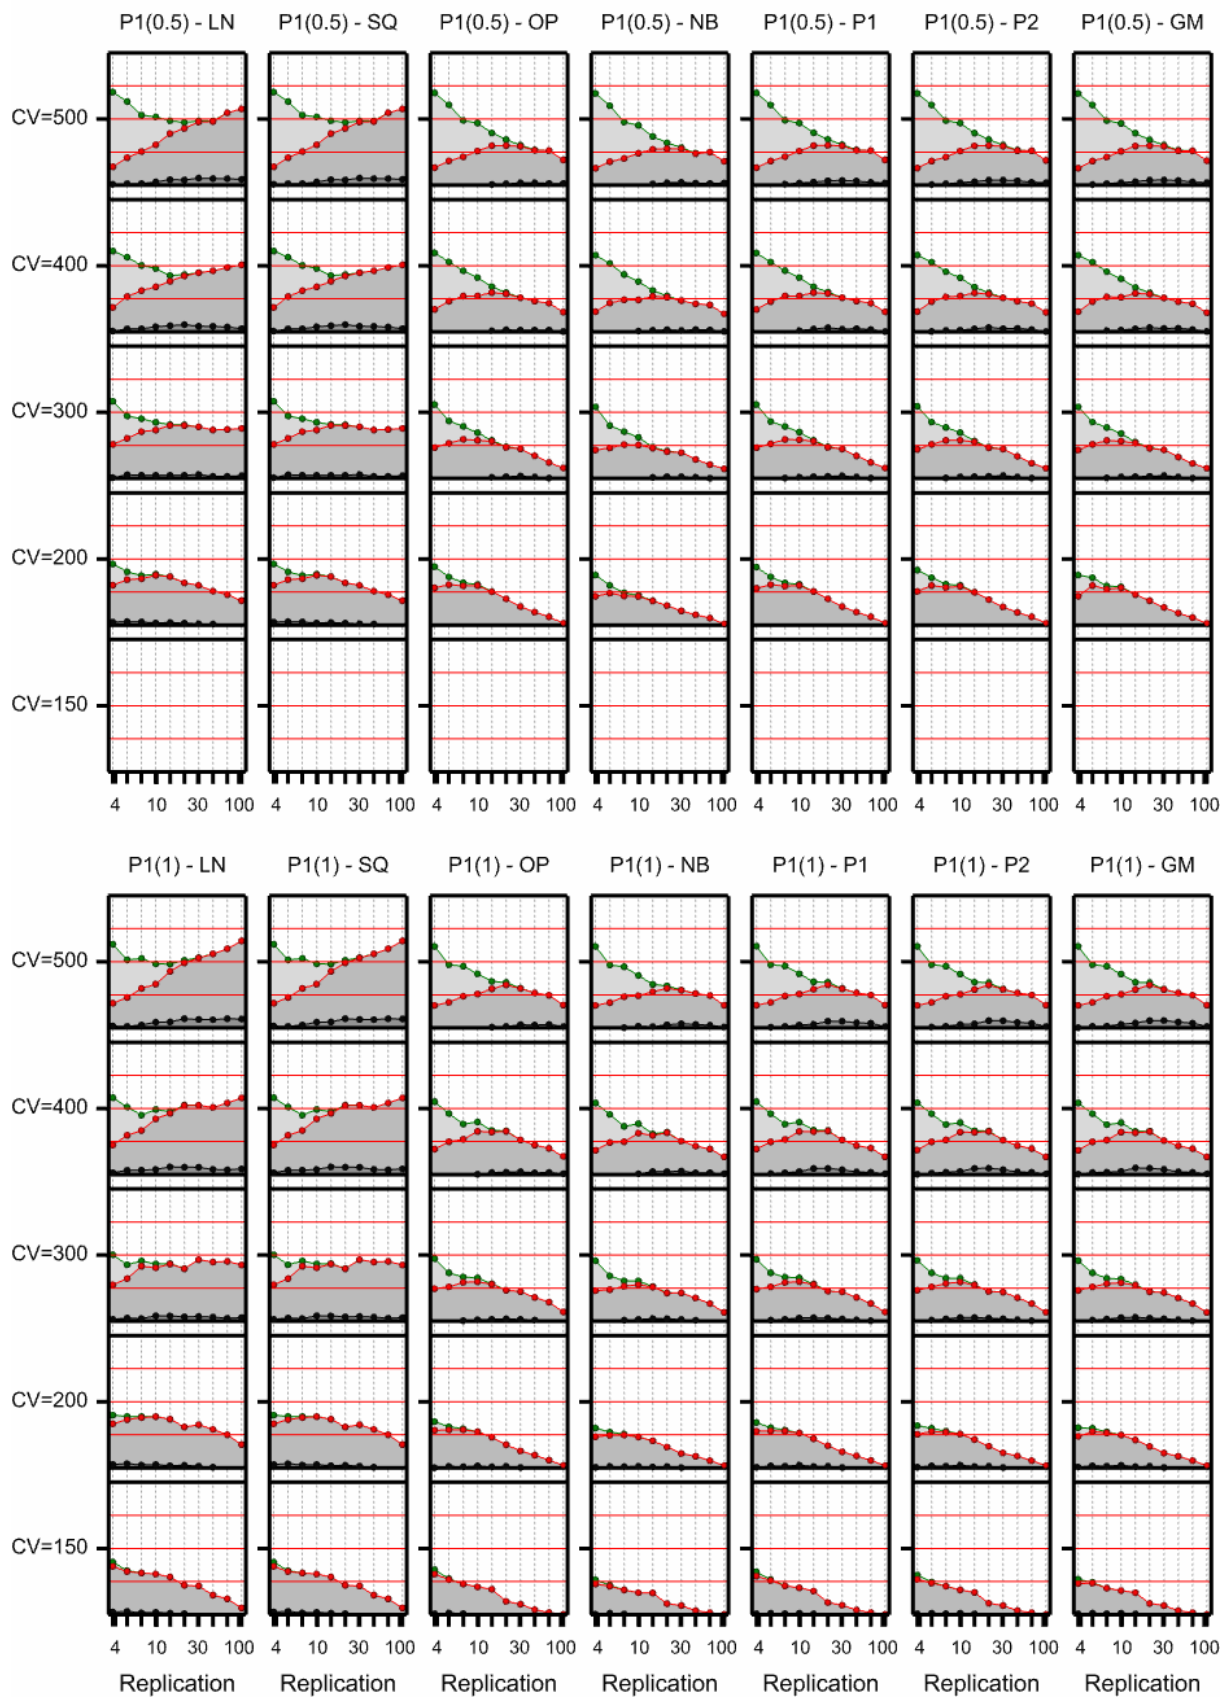 P1(0.5) - LN P1(0.5) - SQ P1(0.5) - OP P1(0.5) - NB P1(0.5) - P1 P1(0.5) - P2 P1(0.5) - GM
CV=500
CV=400
CV=300
CV=200
CV=150
4 10 30 100 4 10 30 100 4 10 30 100 4 10 30 100 4 10 30 100 4 10 30 100 4 10 30 100
P1(1) - LN P1(1) - SQ P1(1) - OP P1(1) - NB P1(1) - P1 P1(1) - P2 P1(1) - GM
CV=500
CV=400
CV=300
CV=200
CV=150
4 10 30 100 4 10 30 100 4 10 30 100 4 10 30 100 4 10 30 100 4 10 30 100 4 10 30 100
Replication Replication Replication Replication Replication Replication Replication